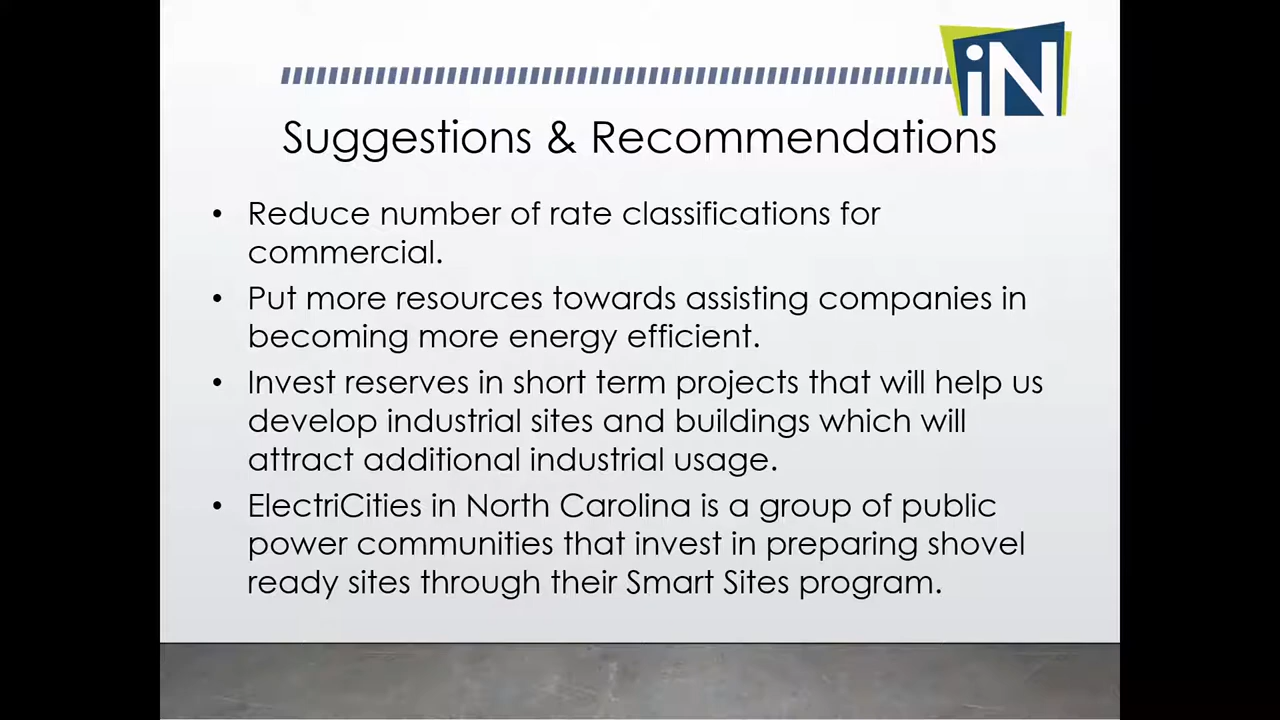 iN
Suggestions & Recommendations
• Reduce number of rate classifications for
commercial.
• Put more resources towards assisting companies in
becoming more energy efficient.
• Invest reserves in short term projects that will help us
develop industrial sites and buildings which will
attract additional industrial usage.
• ElectriCities in North Carolina is a group of public
power communities that invest in preparing shovel
ready sites through their Smart Sites program.